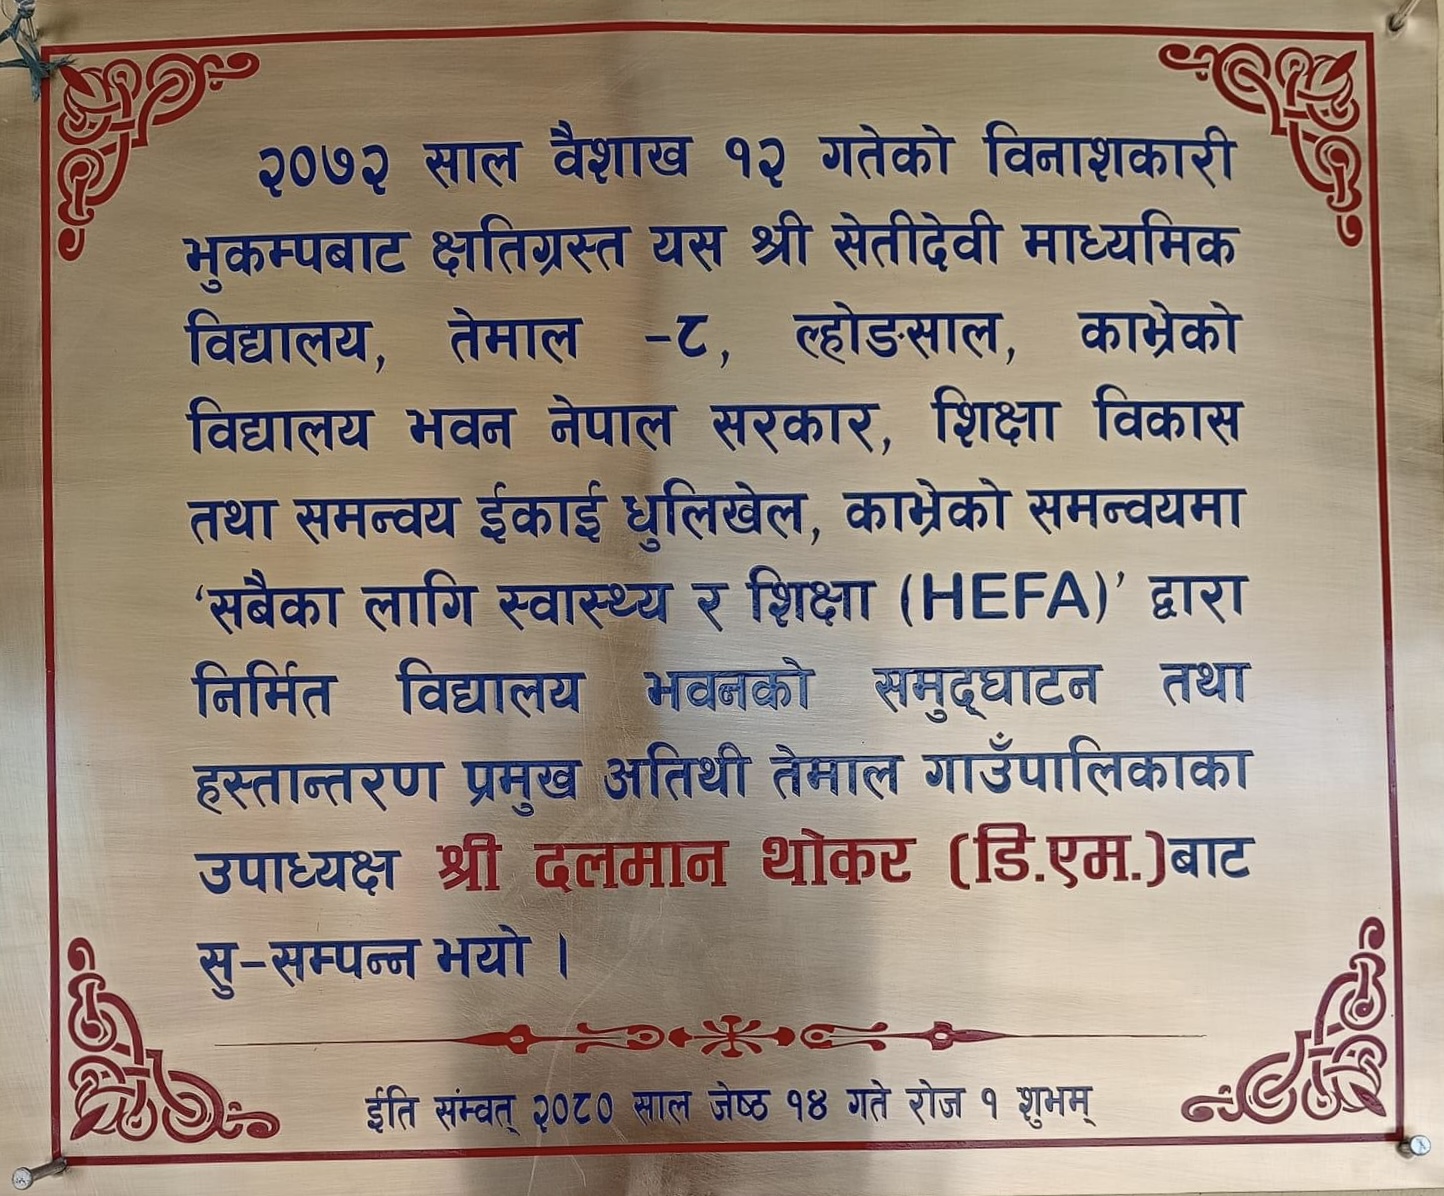 २०७२ साल वैशाख १२ गतेको विनाशकारी
भुकम्पबाट क्षतिग्रस्त यस श्री सेतीदेवी माध्यमिक
विद्यालय, तेमाल -८, ल्होङसाल, काभ्रेको
विद्यालय भवन नेपाल सरकार, शिक्षा विकास
तथा समन्वय ईकाई धुलिखेल, काभ्रेको समन्वयमा
‘सबैका लागि स्वास्थ्य र शिक्षा (HEFA)’ द्वारा
निर्मित विद्यालय भवनको समुद्घाटन तथा
हस्तान्तरण प्रमुख अतिथी तेमाल गाउँपालिकाका
उपाध्यक्ष श्री दलमान थोकर (डि.एम.)बाट
सु-सम्पन्न भयो ।
ईति संम्वत् २०८० साल जेष्ठ १४ गते रोज १ शुभम्